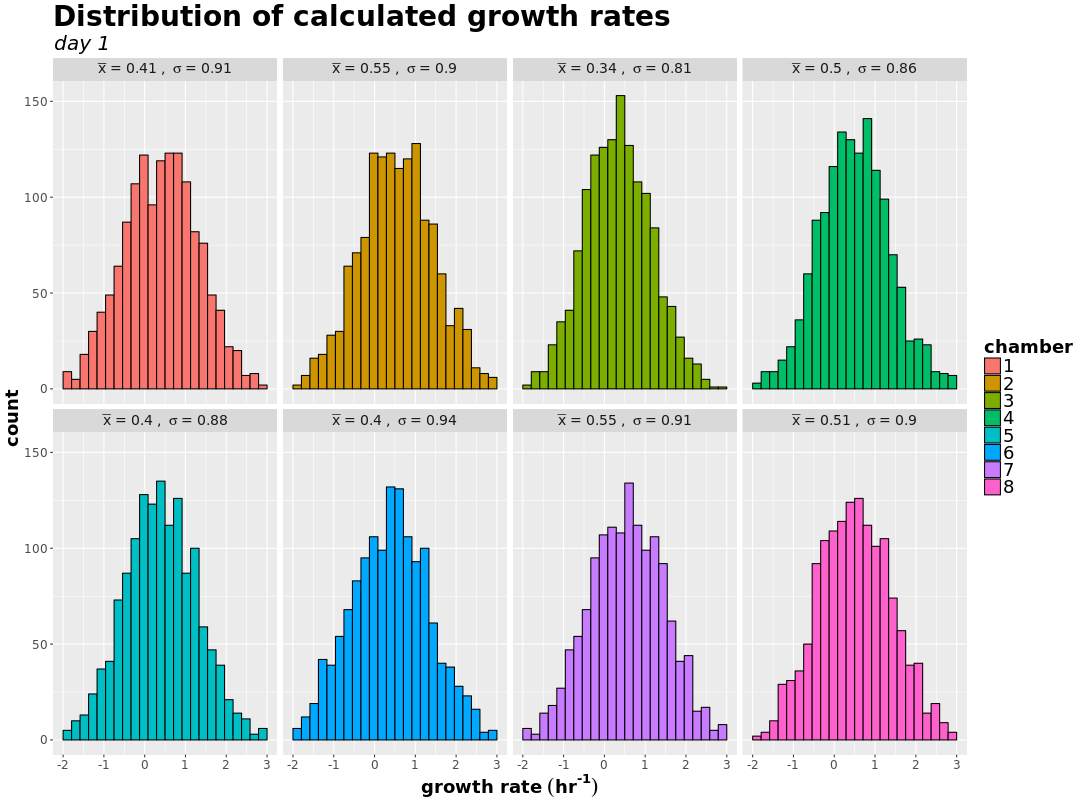 Distribution of calculated growth rates
day 1
x̅ = 0.41 , σ = 0.91
x̅ = 0.55 , σ = 0.9
x̅ = 0.34 , σ = 0.81
x̅ = 0.5 , σ = 0.86
150
100
50
0
x̅ = 0.4 , σ = 0.88
x̅ = 0.4 , σ = 0.94
x̅ = 0.55 , σ = 0.91
x̅ = 0.51 , σ = 0.9
150
100
50
0
-2 -1 0 1 2 3
-2 -1 0 1 2 3
-2 -1 0 1 2 3
-2 -1 0 1 2 3
count
growth rate (hr⁻¹)
chamber
1
2
3
4
5
6
7
8